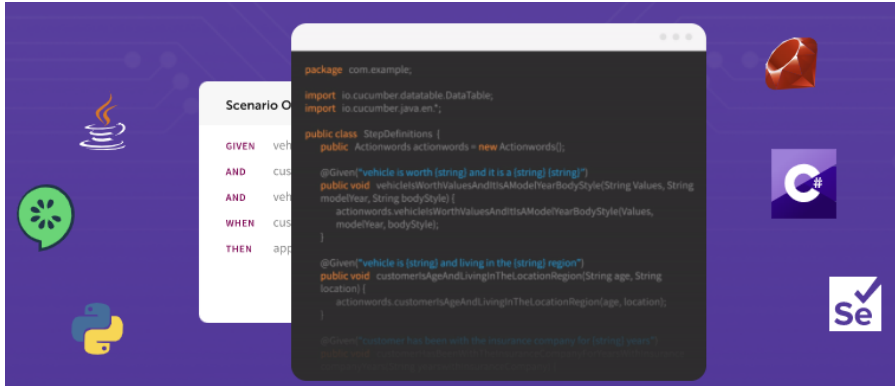 Scenario O
GIVEN veh
AND cus
AND veh
WHEN cus
THEN app
package com.example;
import io.cucumber.datatable.DataTable;
import io.cucumber.java.en.*;
public class StepDefinitions {
public Actionwords actionwords = new Actionwords();
@Given("vehicle is worth {string} and it is a {string} {string}")
public void vehicleIsWorthValuesAndItIsAModelYearBodyStyle(String Values, String
modelYear, String bodyStyle) {
actionwords.vehicleIsWorthValuesAndItIsAModelYearBodyStyle(Values,
modelYear, bodyStyle);
}
@Given("vehicle is {string} and living in the {string} region")
public void customerIsAgeAndLivingInTheLocationRegion(String age, String
location) {
actionwords.customerIsAgeAndLivingInTheLocationRegion(age, location);
}
@Given("customer has been with the insurance company for {string} years")
public void
C#
Se